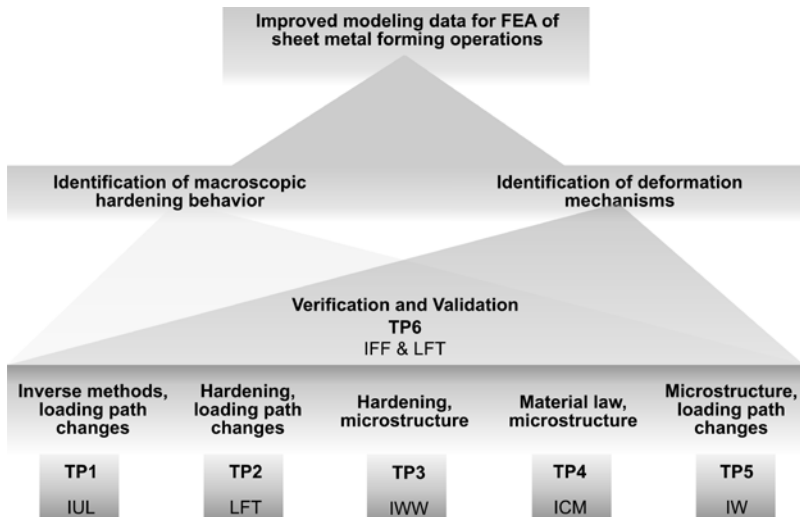 Improved modeling data for FEA of
sheet metal forming operations
Identification of macroscopic
hardening behavior
Identification of deformation
mechanisms
Verification and Validation
TP6
IFF & LFT
Inverse methods,
loading path
changes
Hardening,
loading path
changes
Hardening,
microstructure
Material law,
microstructure
Microstructure,
loading path
changes
TP1
IUL
TP2
LFT
TP3
IWW
TP4
ICM
TP5
IW